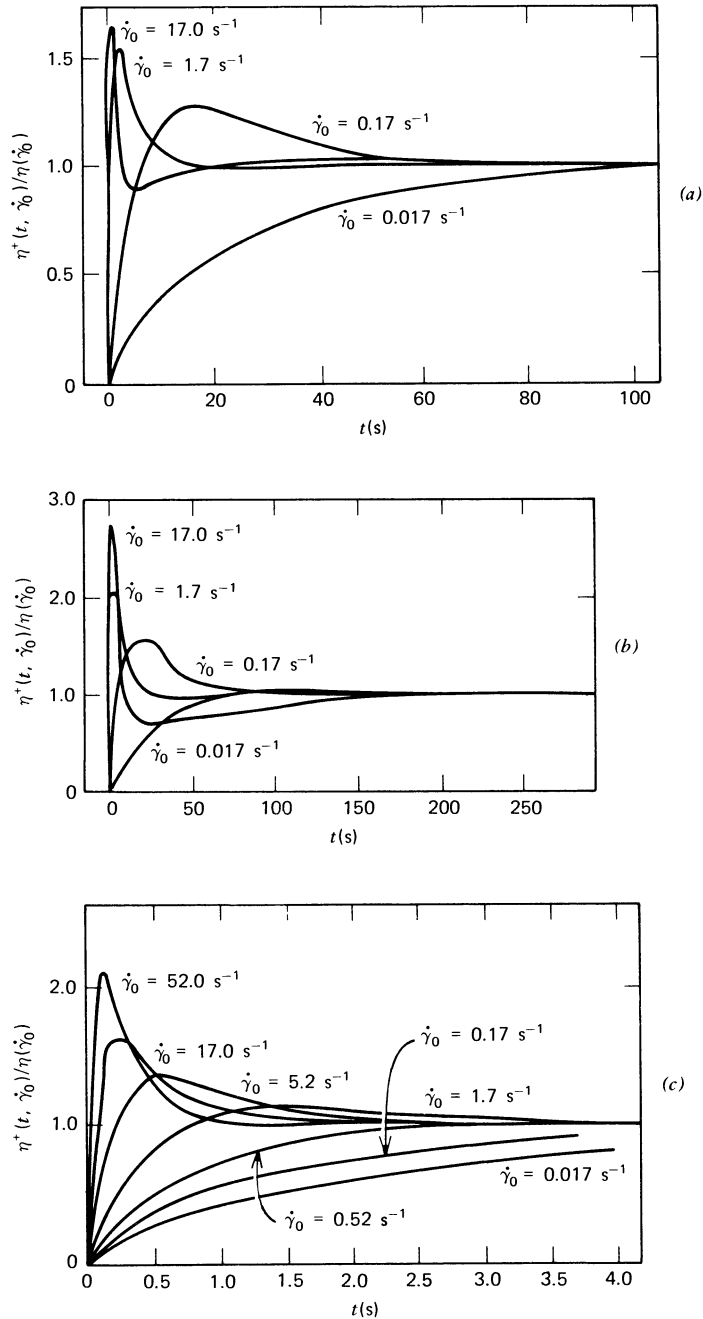 η⁺(t, γ̇₀)/η(γ̇₀)
1.5
1.0
0.5
0
γ̇₀ = 17.0 s⁻¹
γ̇₀ = 1.7 s⁻¹
γ̇₀ = 0.17 s⁻¹
γ̇₀ = 0.017 s⁻¹
(a)
0 20 40 60 80 100
t(s)
η⁺(t, γ̇₀)/η(γ̇₀)
3.0
2.0
1.0
0
γ̇₀ = 17.0 s⁻¹
γ̇₀ = 1.7 s⁻¹
γ̇₀ = 0.17 s⁻¹
γ̇₀ = 0.017 s⁻¹
(b)
0 50 100 150 200 250
t(s)
η⁺(t, γ̇₀)/η(γ̇₀)
2.0
1.0
0
γ̇₀ = 52.0 s⁻¹
γ̇₀ = 17.0 s⁻¹
γ̇₀ = 5.2 s⁻¹
γ̇₀ = 0.17 s⁻¹
γ̇₀ = 1.7 s⁻¹
γ̇₀ = 0.017 s⁻¹
γ̇₀ = 0.52 s⁻¹
(c)
0 0.5 1.0 1.5 2.0 2.5 3.0 3.5 4.0
t(s)